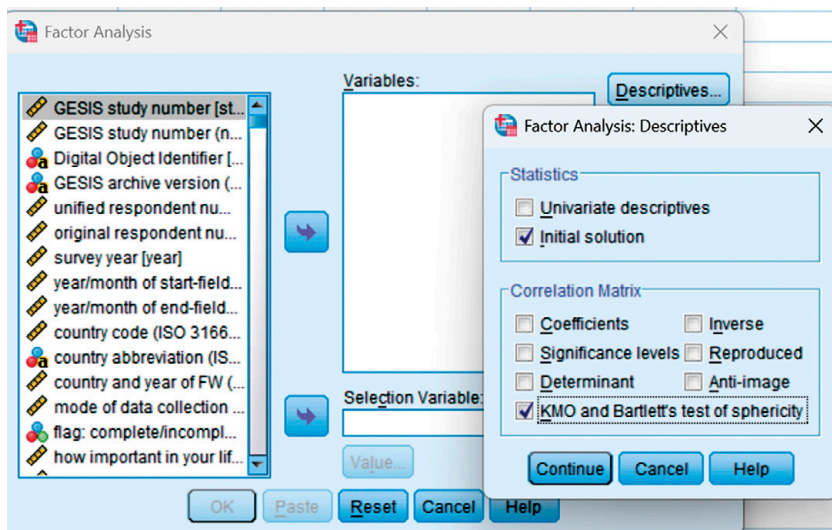 Factor Analysis
Variables:
Descriptives...
GESIS study number [st...
GESIS study number (n...
Digital Object Identifier [...
GESIS archive version (...
unified respondent nu...
original respondent nu...
survey year [year]
year/month of start-field...
year/month of end-field...
country code (ISO 3166...
country abbreviation (IS...
country and year of FW (...
mode of data collection ...
flag: complete/incompl...
how important in your lif...
Selection Variable:
Value...
OK
Paste
Reset
Cancel
Help
Factor Analysis: Descriptives
Statistics
Univariate descriptives
Initial solution
Correlation Matrix
Coefficients
Inverse
Significance levels
Reproduced
Determinant
Anti-image
KMO and Bartlett's test of sphericity
Continue
Cancel
Help